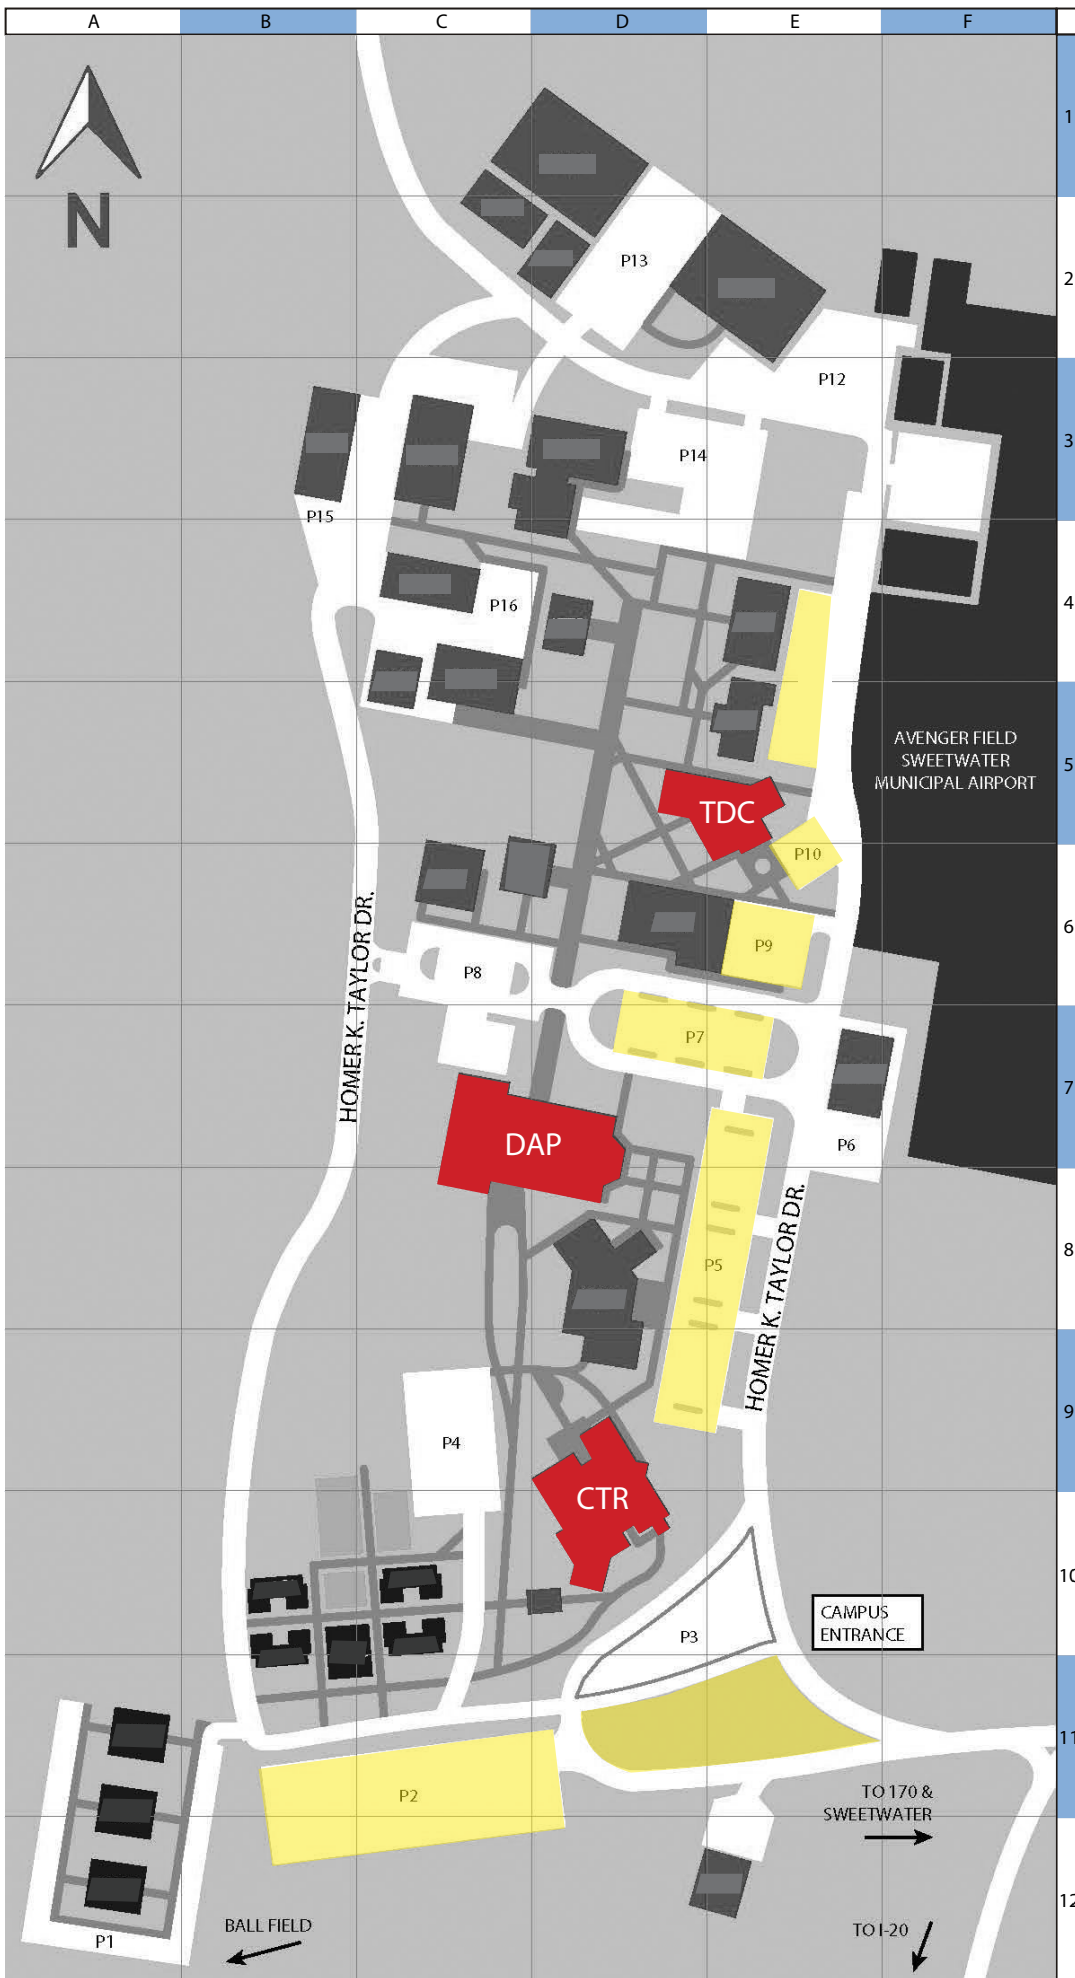 A B C D E F
1
N
2
P13
P12
3
P14
P15
4
P16
AVENGER FIELD
SWEETWATER
MUNICIPAL AIRPORT
5
TDC
P10
HOMER K. TAYLOR DR.
6
P9
P8
P7
7
DAP
P6
HOMER K. TAYLOR DR.
8
P5
9
P4
CTR
10
CAMPUS
ENTRANCE
P3
11
P2
TO 170 &
SWEETWATER
12
BALL FIELD
TO I-20
P1